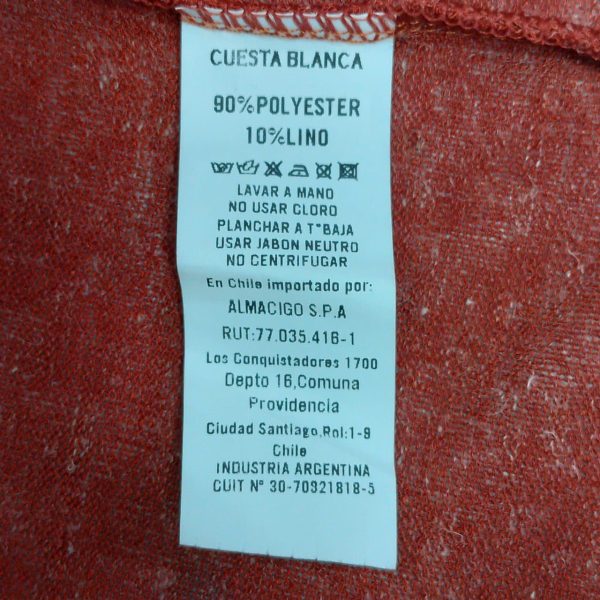 CUESTA BLANCA
90%POLYESTER
10%LINO
LAVAR A MANO
NO USAR CLORO
PLANCHAR A T°BAJA
USAR JABON NEUTRO
NO CENTRIFUGAR
En Chile importado por:
ALMACIGO S.P.A
RUT:77.035.416-1
Los Conquistadores 1700
Depto 16,Comuna
Providencia
Ciudad Santiago,Rol:1-9
Chile
INDUSTRIA ARGENTINA
CUIT N° 30-70921818-5